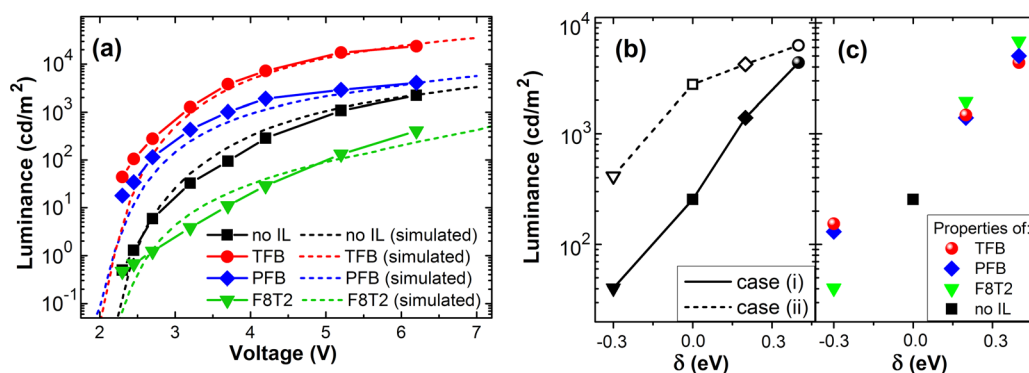 (a)
Luminance (cd/m²)
10⁴
10³
10²
10¹
10⁰
10⁻¹
no IL
TFB
PFB
F8T2
no IL (simulated)
TFB (simulated)
PFB (simulated)
F8T2 (simulated)
2 3 4 5 6 7
Voltage (V)
(b)
Luminance (cd/m²)
10⁴
10³
10²
case (i)
case (ii)
-0.3 0.0 0.3
δ (eV)
(c)
Properties of:
TFB
PFB
F8T2
no IL
-0.3 0.0 0.3
δ (eV)